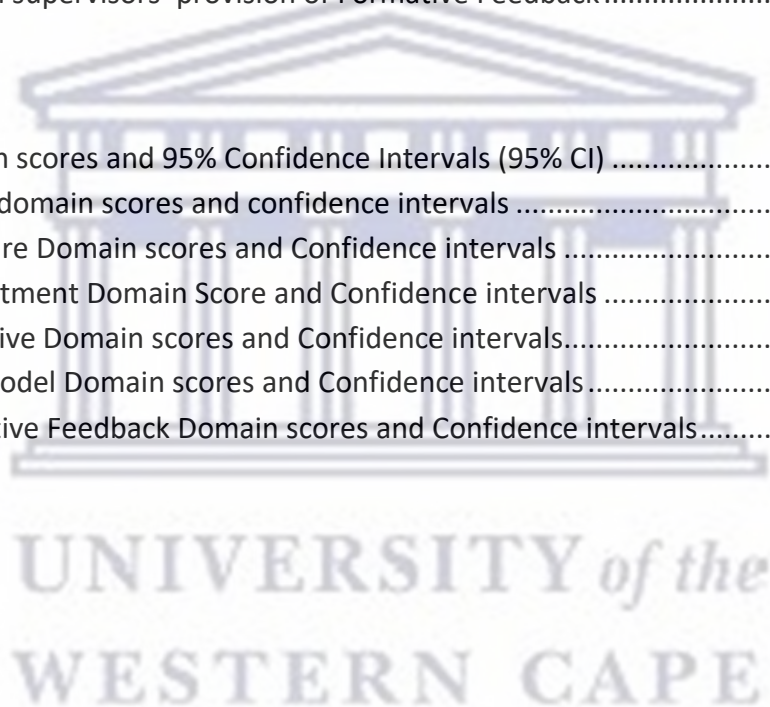 supervisors' provision of Formative Feedback....................
scores and 95% Confidence Intervals (95% CI) ....................
domain scores and confidence intervals ................................
re Domain scores and Confidence intervals ..........................
tment Domain Score and Confidence intervals .....................
ive Domain scores and Confidence intervals..........................
odel Domain scores and Confidence intervals.......................
tive Feedback Domain scores and Confidence intervals.........
UNIVERSITY of the
WESTERN CAPE